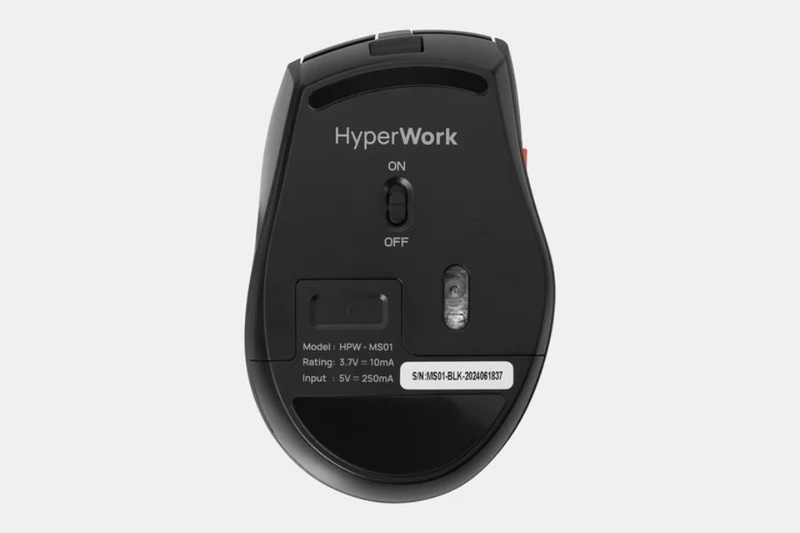 HyperWork
ON
OFF
Model : HPW - MS01
Rating: 3.7V ⎓ 10mA
Input : 5V ⎓ 250mA
S/N:MS01-BLK-2024061837